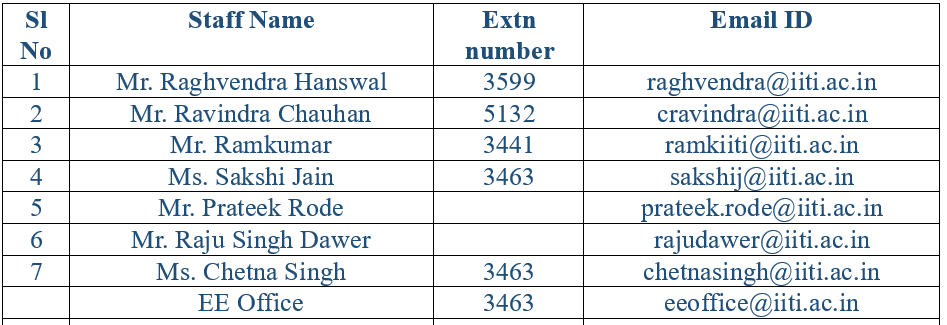 Sl No Staff Name Extn number Email ID
1 Mr. Raghvendra Hanswal 3599 raghvendra@iiti.ac.in
2 Mr. Ravindra Chauhan 5132 cravindra@iiti.ac.in
3 Mr. Ramkumar 3441 ramkiiti@iiti.ac.in
4 Ms. Sakshi Jain 3463 sakshij@iiti.ac.in
5 Mr. Prateek Rode prateek.rode@iiti.ac.in
6 Mr. Raju Singh Dawer rajudawer@iiti.ac.in
7 Ms. Chetna Singh 3463 chetnasingh@iiti.ac.in
EE Office 3463 eeoffice@iiti.ac.in